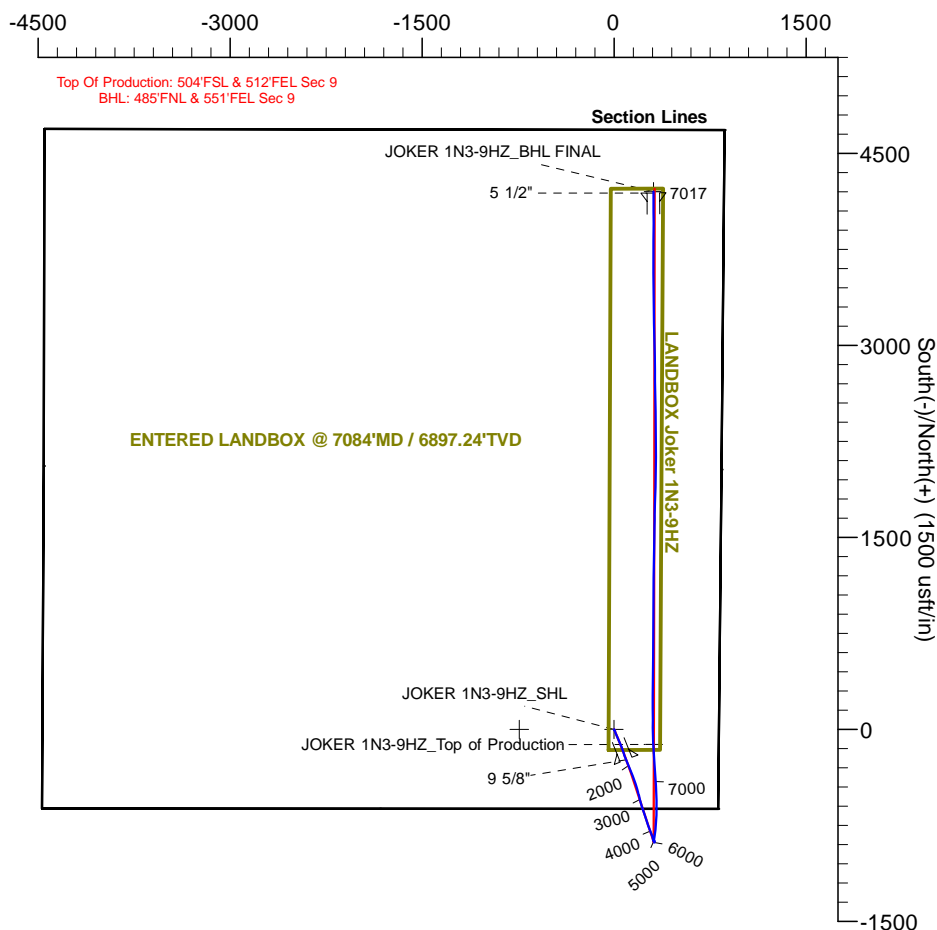 -4500 -3000 -1500 0 1500
Top Of Production: 504'FSL & 512'FEL Sec 9
BHL: 485'FNL & 551'FEL Sec 9
Section Lines
JOKER 1N3-9HZ_BHL FINAL
4500
5 1/2"
7017
3000
LANDBOX Joker 1N3-9HZ
South(-)/North(+) (1500 usft/in)
ENTERED LANDBOX @ 7084'MD / 6897.24'TVD
1500
JOKER 1N3-9HZ_SHL
0
JOKER 1N3-9HZ_Top of Production
9 5/8"
2000
7000
3000
4000
6000
5000
-1500